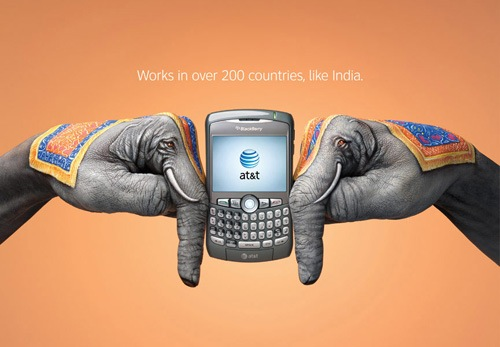 Works in over 200 countries, like India.
BlackBerry
at&t
at&t